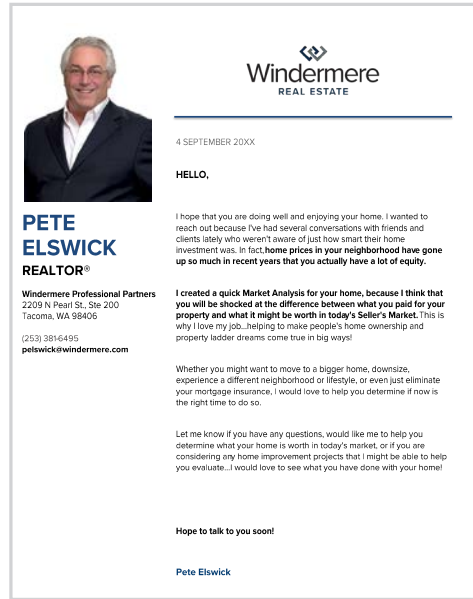 Windermere
REAL ESTATE
4 SEPTEMBER 20XX
HELLO,
PETE
ELSWICK
REALTOR®
Windermere Professional Partners
2209 N Pearl St., Ste 200
Tacoma, WA 98406
(253) 381-6495
pelswick@windermere.com
I hope that you are doing well and enjoying your home. I wanted to
reach out because I've had several conversations with friends and
clients lately who weren't aware of just how smart their home
investment was. In fact,home prices in your neighborhood have gone
up so much in recent years that you actually have a lot of equity.
I created a quick Market Analysis for your home, because I think that
you will be shocked at the difference between what you paid for your
property and what it might be worth in today's Seller's Market. This is
why I love my job...helping to make people's home ownership and
property ladder dreams come true in big ways!
Whether you might want to move to a bigger home, downsize,
experience a different neighborhood or lifestyle, or even just eliminate
your mortgage insurance, I would love to help you determine if now is
the right time to do so.
Let me know if you have any questions, would like me to help you
determine what your home is worth in today's market, or if you are
considering any home improvement projects that I might be able to help
you evaluate...I would love to see what you have done with your home!
Hope to talk to you soon!
Pete Elswick